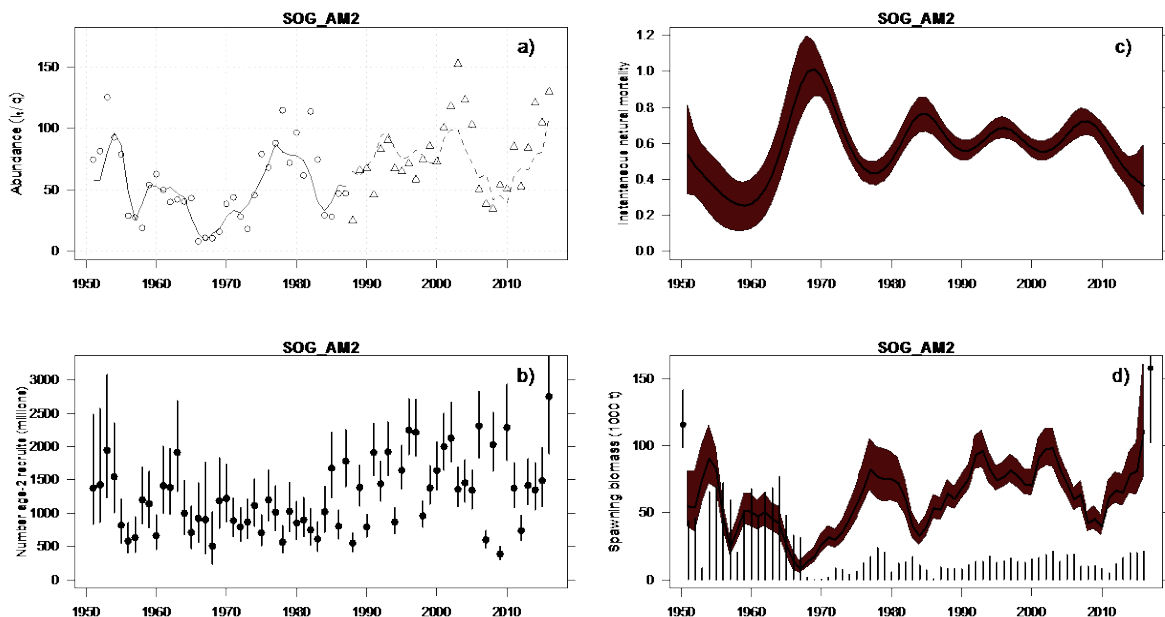 SOG_AM2
a)
Abundance (It/q)
150
100
50
0
1950 1960 1970 1980 1990 2000 2010
SOG_AM2
c)
Instantaneous natural mortality
1.2
1.0
0.8
0.6
0.4
0.2
0.0
1950 1960 1970 1980 1990 2000 2010
SOG_AM2
b)
Number age-2 recruits (millions)
3000
2500
2000
1500
1000
500
0
1950 1960 1970 1980 1990 2000 2010
SOG_AM2
d)
Spawning biomass (1000 t)
150
100
50
0
1950 1960 1970 1980 1990 2000 2010